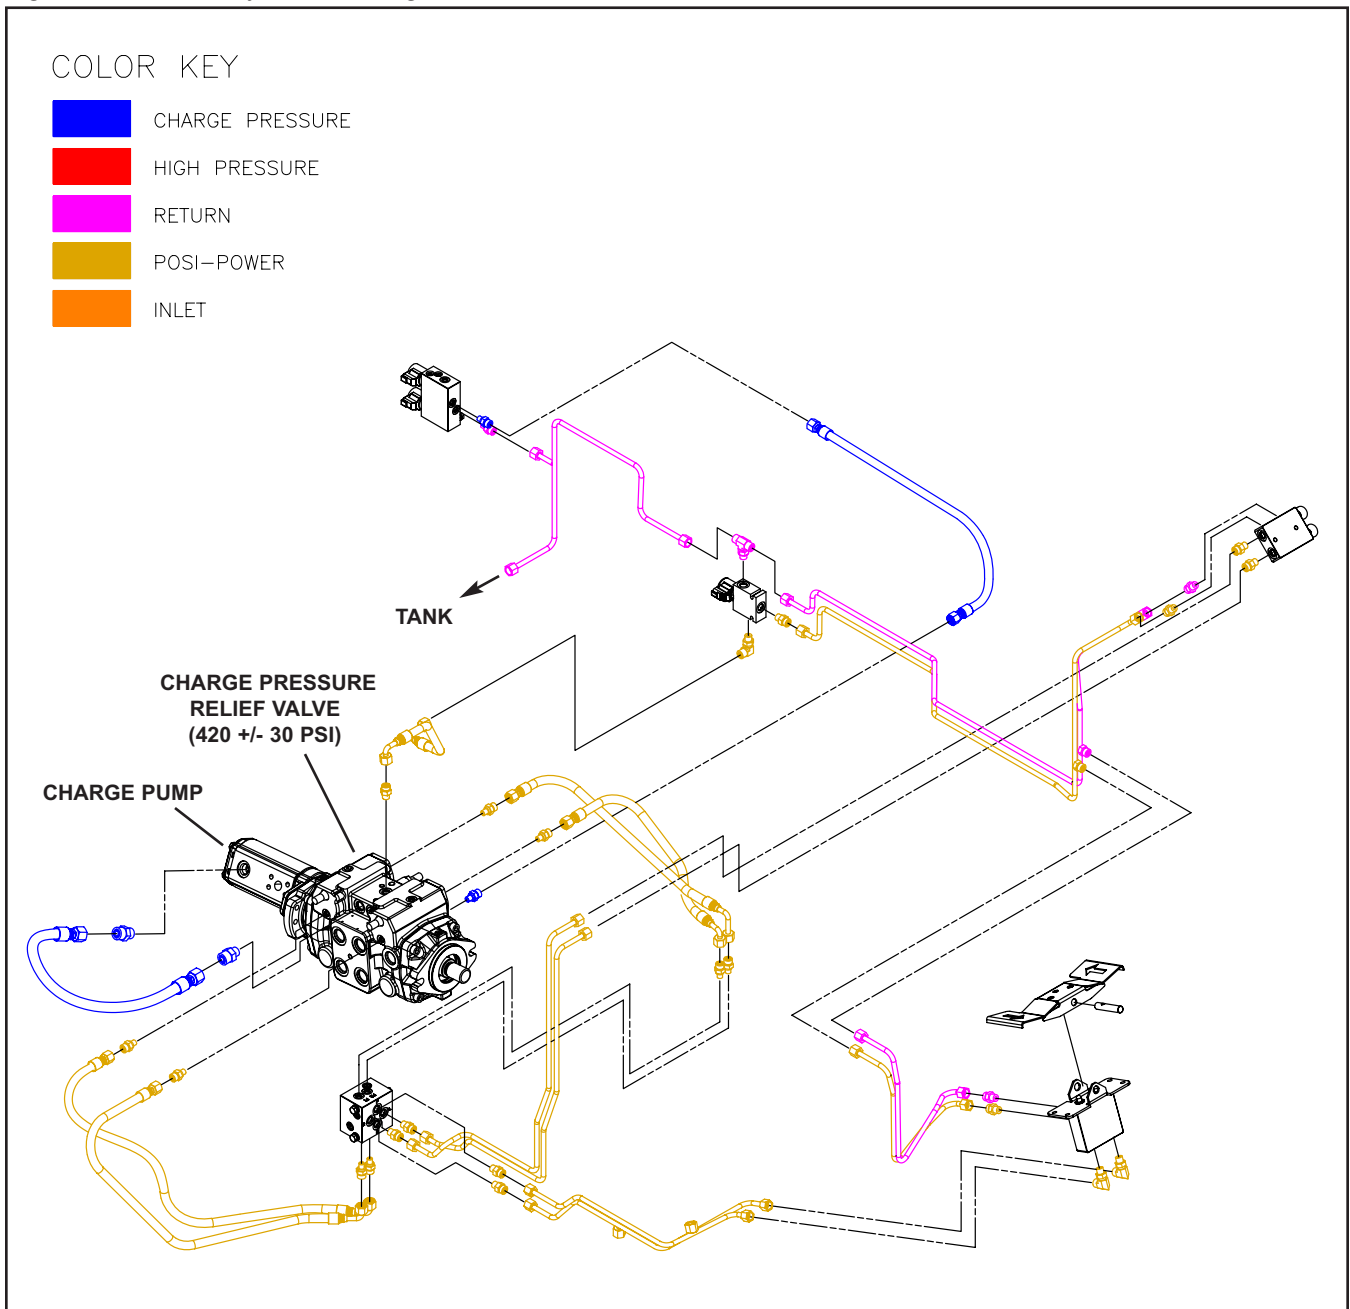 COLOR KEY
CHARGE PRESSURE
HIGH PRESSURE
RETURN
POSI-POWER
INLET
TANK
CHARGE PRESSURE
RELIEF VALVE
(420 +/- 30 PSI)
CHARGE PUMP